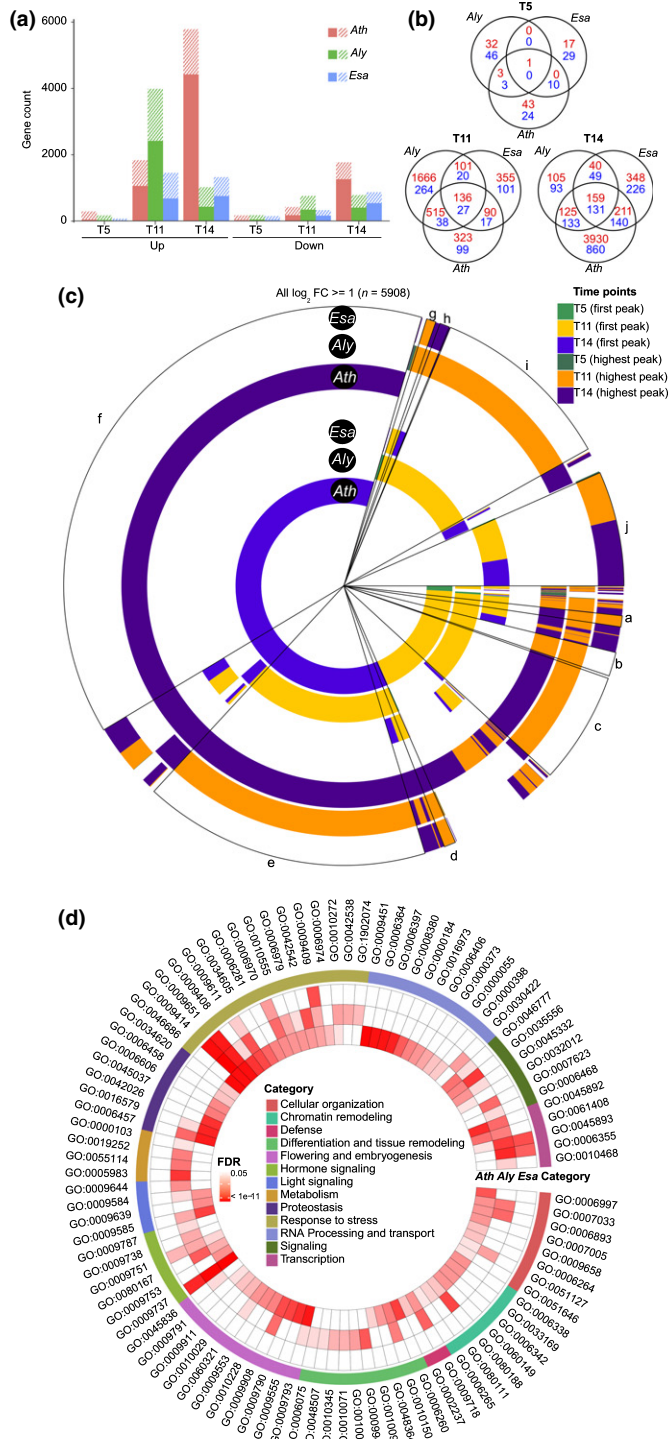 (a)
6000
4000
2000
0
Gene count
Ath
Aly
Esa
T5
T11
T14
T5
T11
T14
Up
Down
(b)
T5
Aly
Esa
32
46
0
0
17
29
1
0
3
3
0
10
43
24
Ath
T11
Aly
Esa
1666
264
101
20
355
101
136
27
515
38
90
17
323
99
Ath
T14
Aly
Esa
105
93
40
49
348
226
159
131
125
133
211
140
3930
860
Ath
(c)
All log2 FC >= 1 (n = 5908)
Time points
T5 (first peak)
T11 (first peak)
T14 (first peak)
T5 (highest peak)
T11 (highest peak)
T14 (highest peak)
Esa
Aly
Ath
Esa
Aly
Ath
f
g
h
i
j
a
b
c
d
e
(d)
GO:0010468
GO:0006355
GO:0045893
GO:0061408
GO:0045892
GO:0006468
GO:0007623
GO:0032012
GO:0045332
GO:0035556
GO:0046777
GO:0030422
GO:0000398
GO:0000055
GO:0000373
GO:0006406
GO:0016973
GO:0000184
GO:0008380
GO:0006397
GO:0006364
GO:0009451
GO:1902074
GO:0042538
GO:0010272
GO:0006974
GO:0009409
GO:0042542
GO:0006979
GO:0010555
GO:0006970
GO:0006281
GO:0034605
GO:0009611
GO:0009408
GO:0009651
GO:0009414
GO:0046686
GO:0034620
GO:0006458
GO:0006606
GO:0045037
GO:0042026
GO:0016579
GO:0006457
GO:0000103
GO:0019252
GO:0055114
GO:0005983
GO:0009644
GO:0009584
GO:0009639
GO:0009585
GO:0009787
GO:0009738
GO:0009751
GO:0080167
GO:0009753
GO:0009737
GO:0045836
GO:0009791
GO:0009911
GO:0010029
GO:0060321
GO:0009553
GO:0010228
GO:0009908
GO:0009790
GO:0009555
GO:0009793
GO:0006075
GO:0048507
GO:0010345
GO:0010071
GO:0010150
GO:0006260
GO:0002237
GO:0009718
GO:0006265
GO:0080111
GO:0080188
GO:0060149
GO:0006342
GO:0033169
GO:0006338
GO:0051646
GO:0051127
GO:0006264
GO:0009658
GO:0007005
GO:0006893
GO:0007033
GO:0006997
Category
Cellular organization
Chromatin remodeling
Defense
Differentiation and tissue remodeling
Flowering and embryogenesis
Hormone signaling
Light signaling
Metabolism
Proteostasis
Response to stress
RNA Processing and transport
Signaling
Transcription
FDR
0.05
< 1e-11
Ath Aly Esa Category